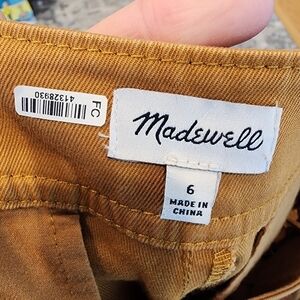 FC
41328930
Madewell
6
MADE IN
CHINA